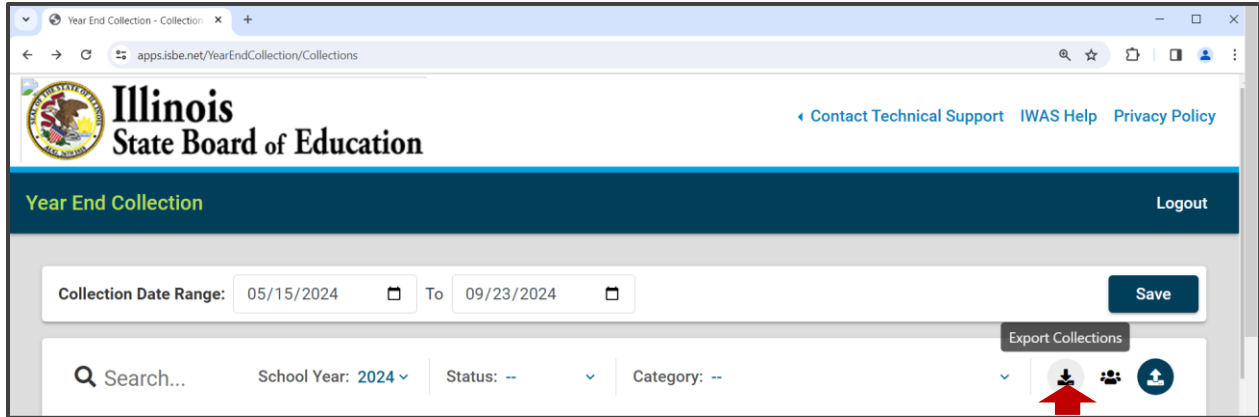 Year End Collection - Collection
apps.isbe.net/YearEndCollection/Collections
Illinois
State Board of Education
Contact Technical Support IWAS Help Privacy Policy
Year End Collection Logout
Collection Date Range: 05/15/2024 To 09/23/2024 Save
Export Collections
Search... School Year: 2024 Status: -- Category: --